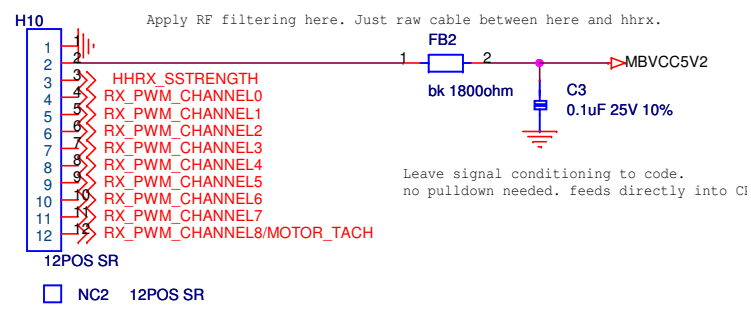 H10
Apply RF filtering here. Just raw cable between here and hhrx.
FB2
1 1
2 2 1 2 MBVCC5V2
3 3 HHRX_SSTRENGTH
4 4 RX_PWM_CHANNEL0
bk 1800ohm C3
5 5 RX_PWM_CHANNEL1
0.1uF 25V 10%
6 6 RX_PWM_CHANNEL2
7 7 RX_PWM_CHANNEL3
8 8 RX_PWM_CHANNEL4
Leave signal conditioning to code.
9 9 RX_PWM_CHANNEL5
no pulldown needed. feeds directly into
10 10 RX_PWM_CHANNEL6
11 11 RX_PWM_CHANNEL7
12 12 RX_PWM_CHANNEL8/MOTOR_TACH
12POS SR
NC2 12POS SR